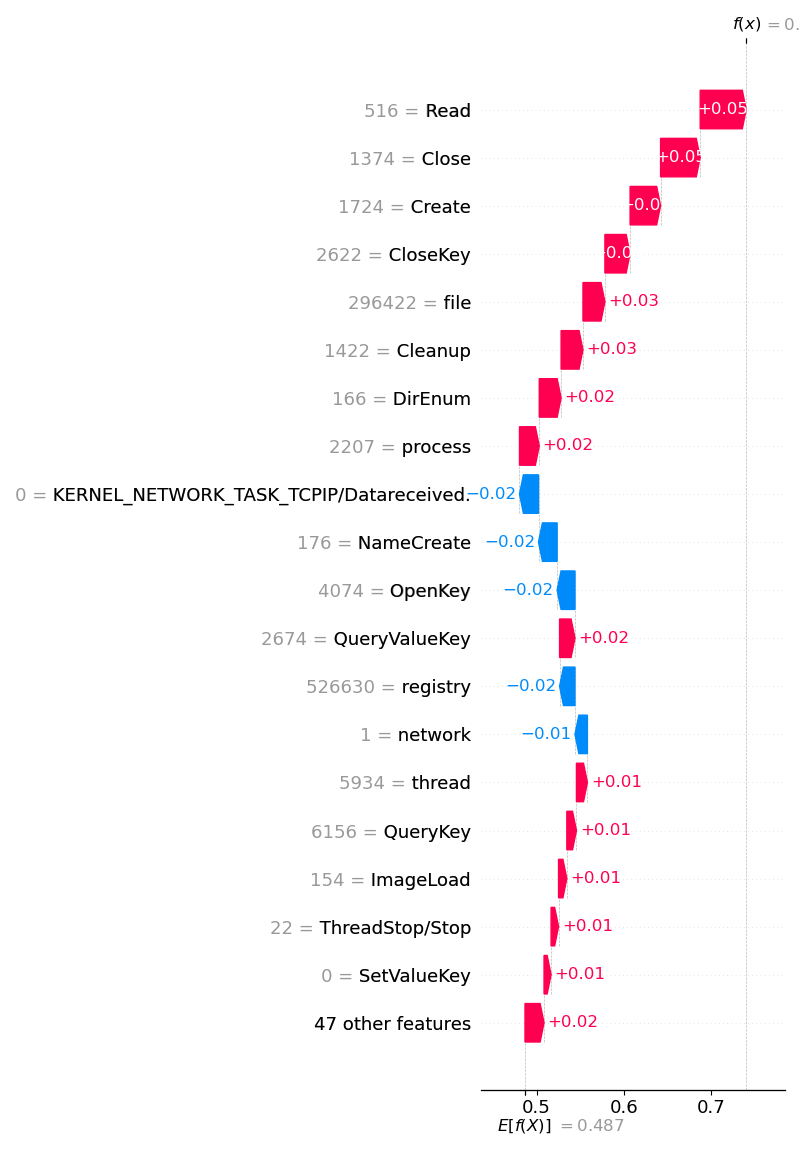 f(x) = 0.
516 = Read +0.05
1374 = Close +0.05
1724 = Create
2622 = CloseKey
296422 = file +0.03
1422 = Cleanup +0.03
166 = DirEnum +0.02
2207 = process +0.02
0 = KERNEL_NETWORK_TASK_TCPIP/Datareceived. −0.02
176 = NameCreate −0.02
4074 = OpenKey −0.02
2674 = QueryValueKey +0.02
526630 = registry −0.02
1 = network −0.01
5934 = thread +0.01
6156 = QueryKey +0.01
154 = ImageLoad +0.01
22 = ThreadStop/Stop +0.01
0 = SetValueKey +0.01
47 other features +0.02
0.5 0.6 0.7
E[f(X)] = 0.487